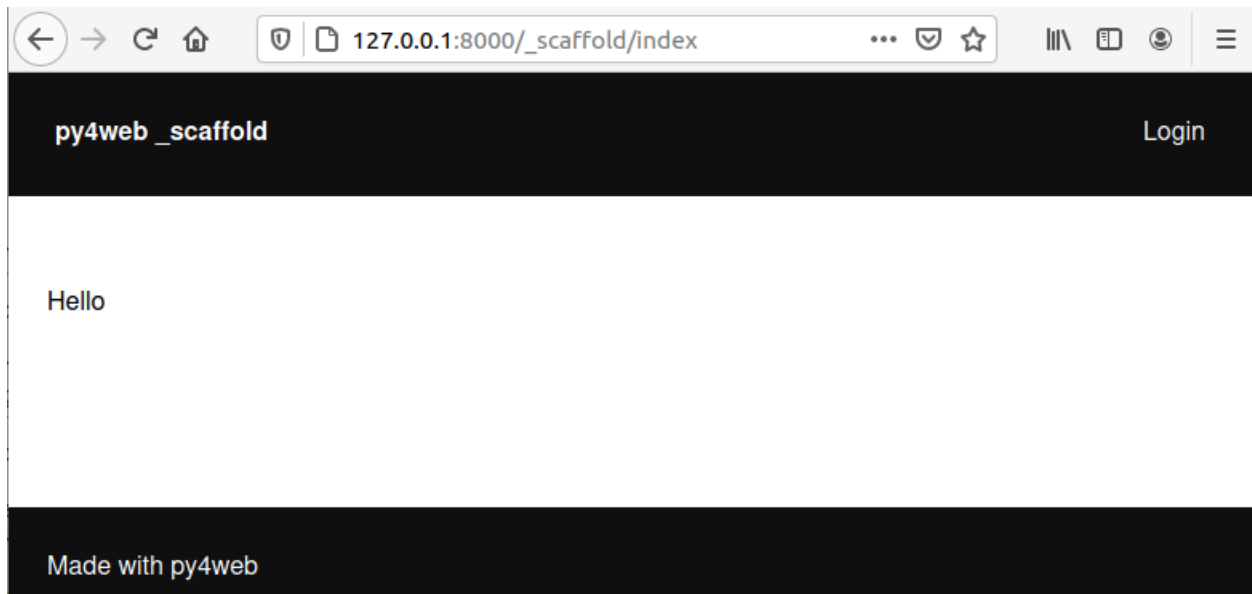 127.0.0.1:8000/_scaffold/index
py4web _scaffold
Login
Hello
Made with py4web